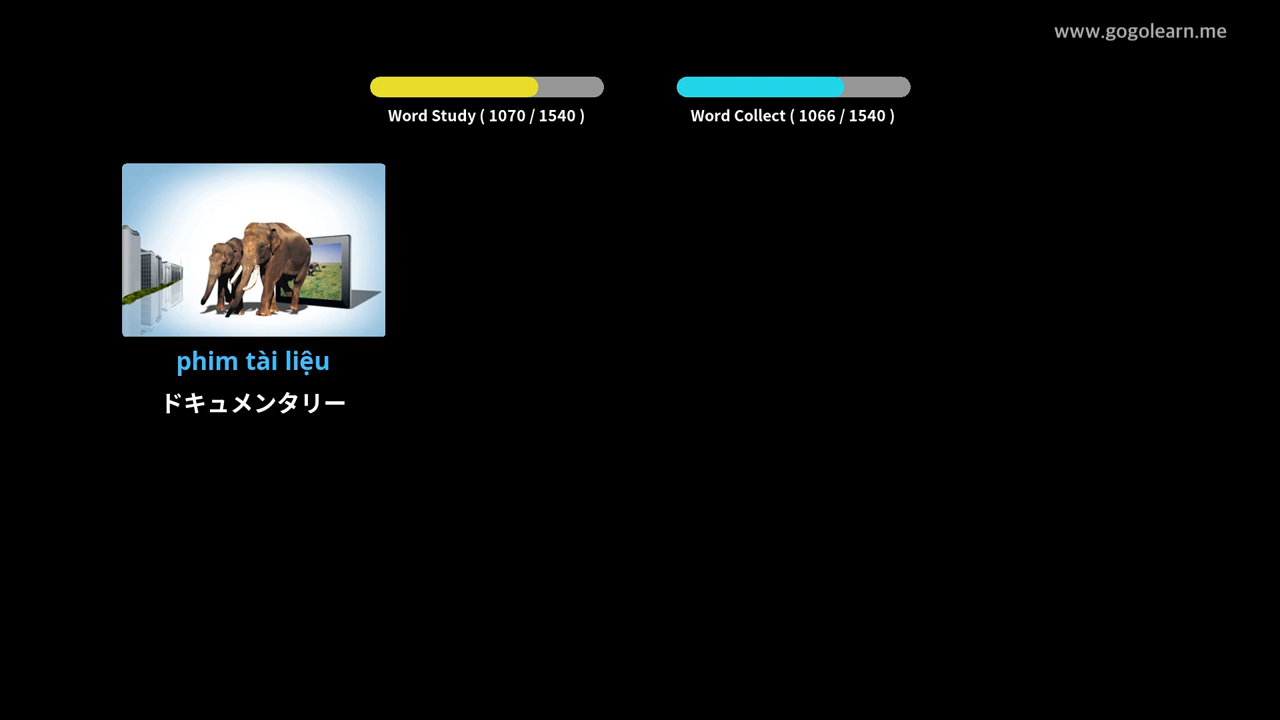 www.gogolearn.me
Word Study ( 1070 / 1540 )
Word Collect ( 1066 / 1540 )
phim tài liệu
ドキュメンタリー